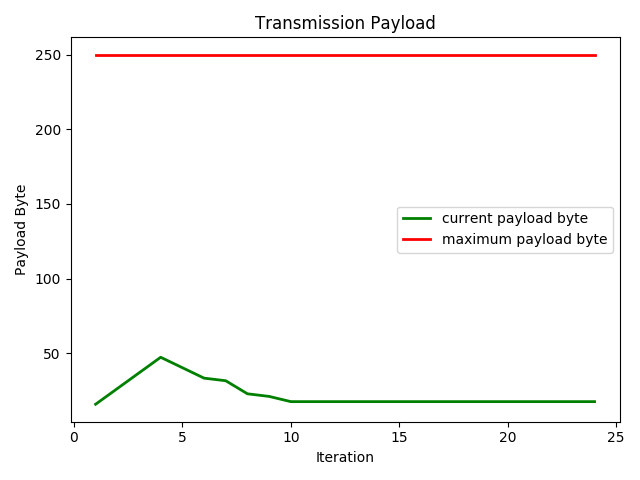 Transmission Payload
250
200
150
100
50
Payload Byte
current payload byte
maximum payload byte
0
5
10
15
20
25
Iteration